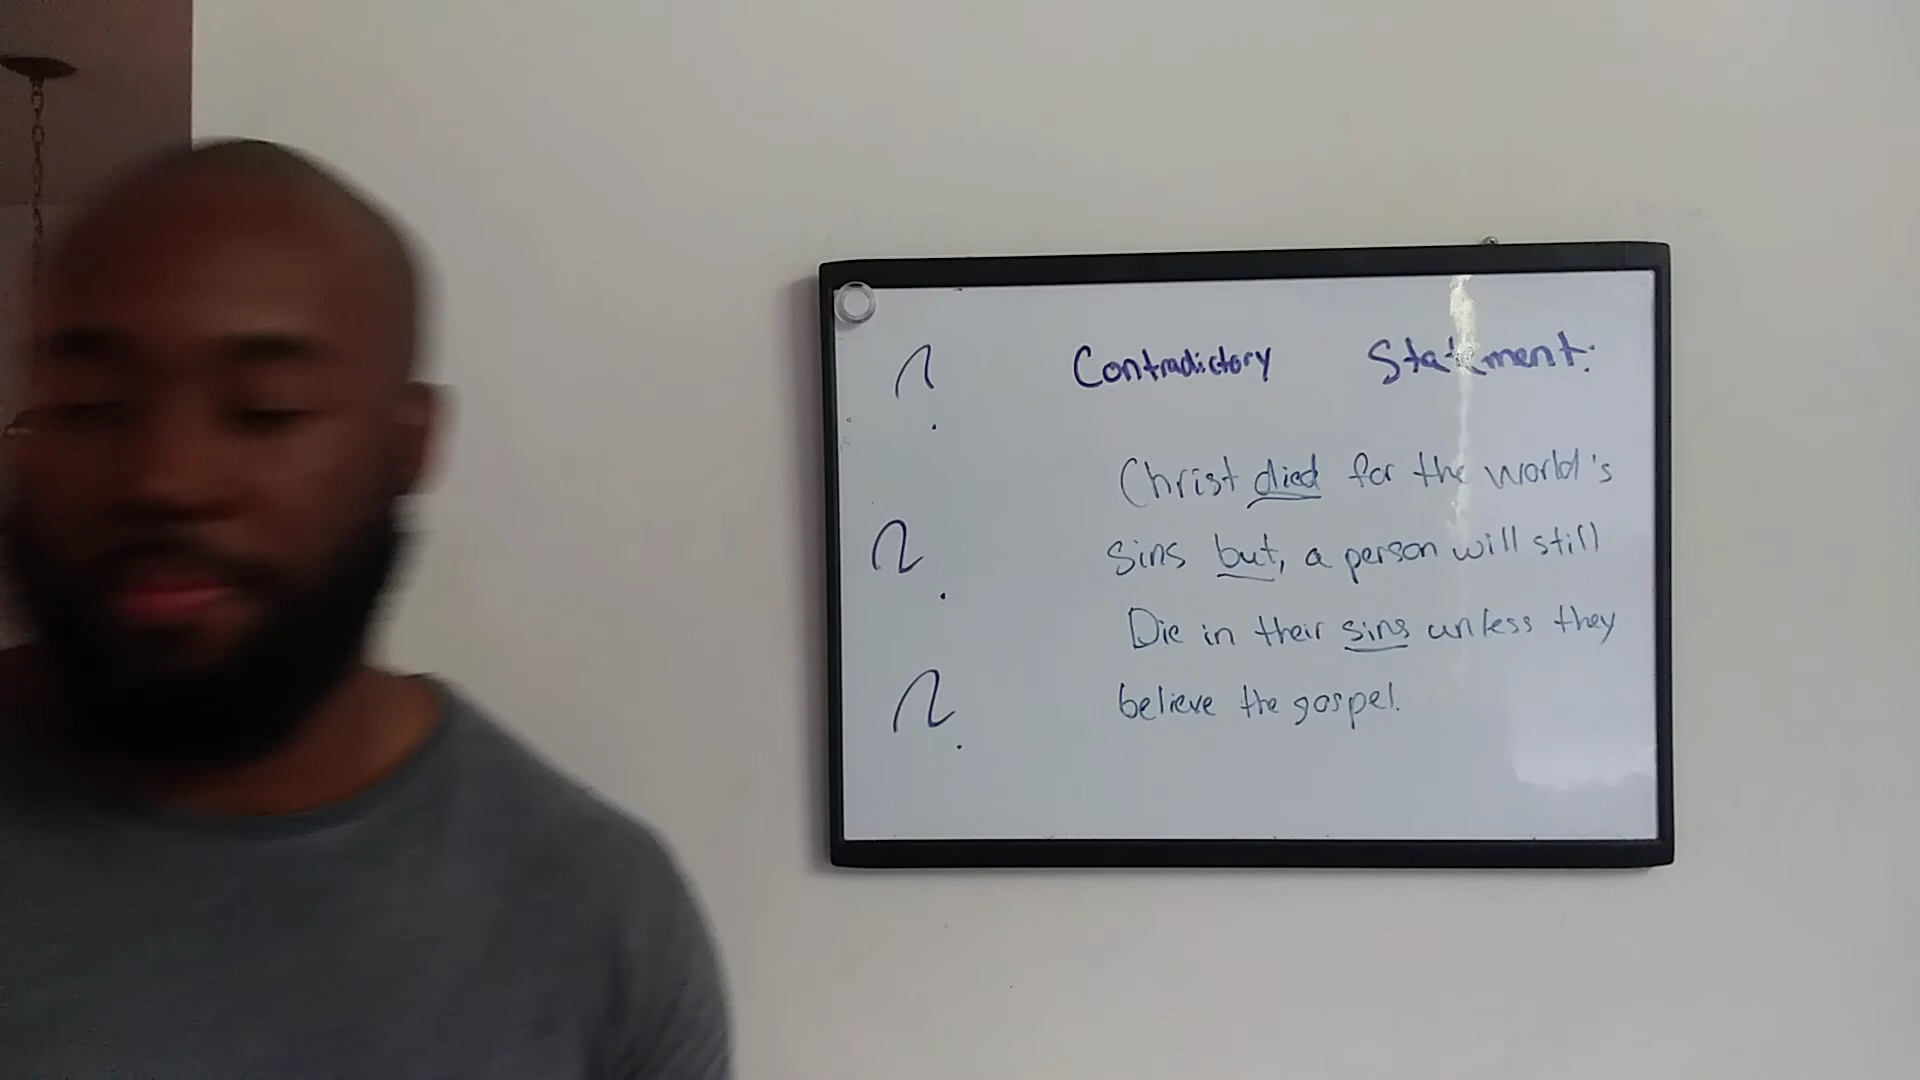 ? Contradictory Statement:
Christ died for the world's
? sins but, a person will still
Die in their sins unless they
? believe the gospel.